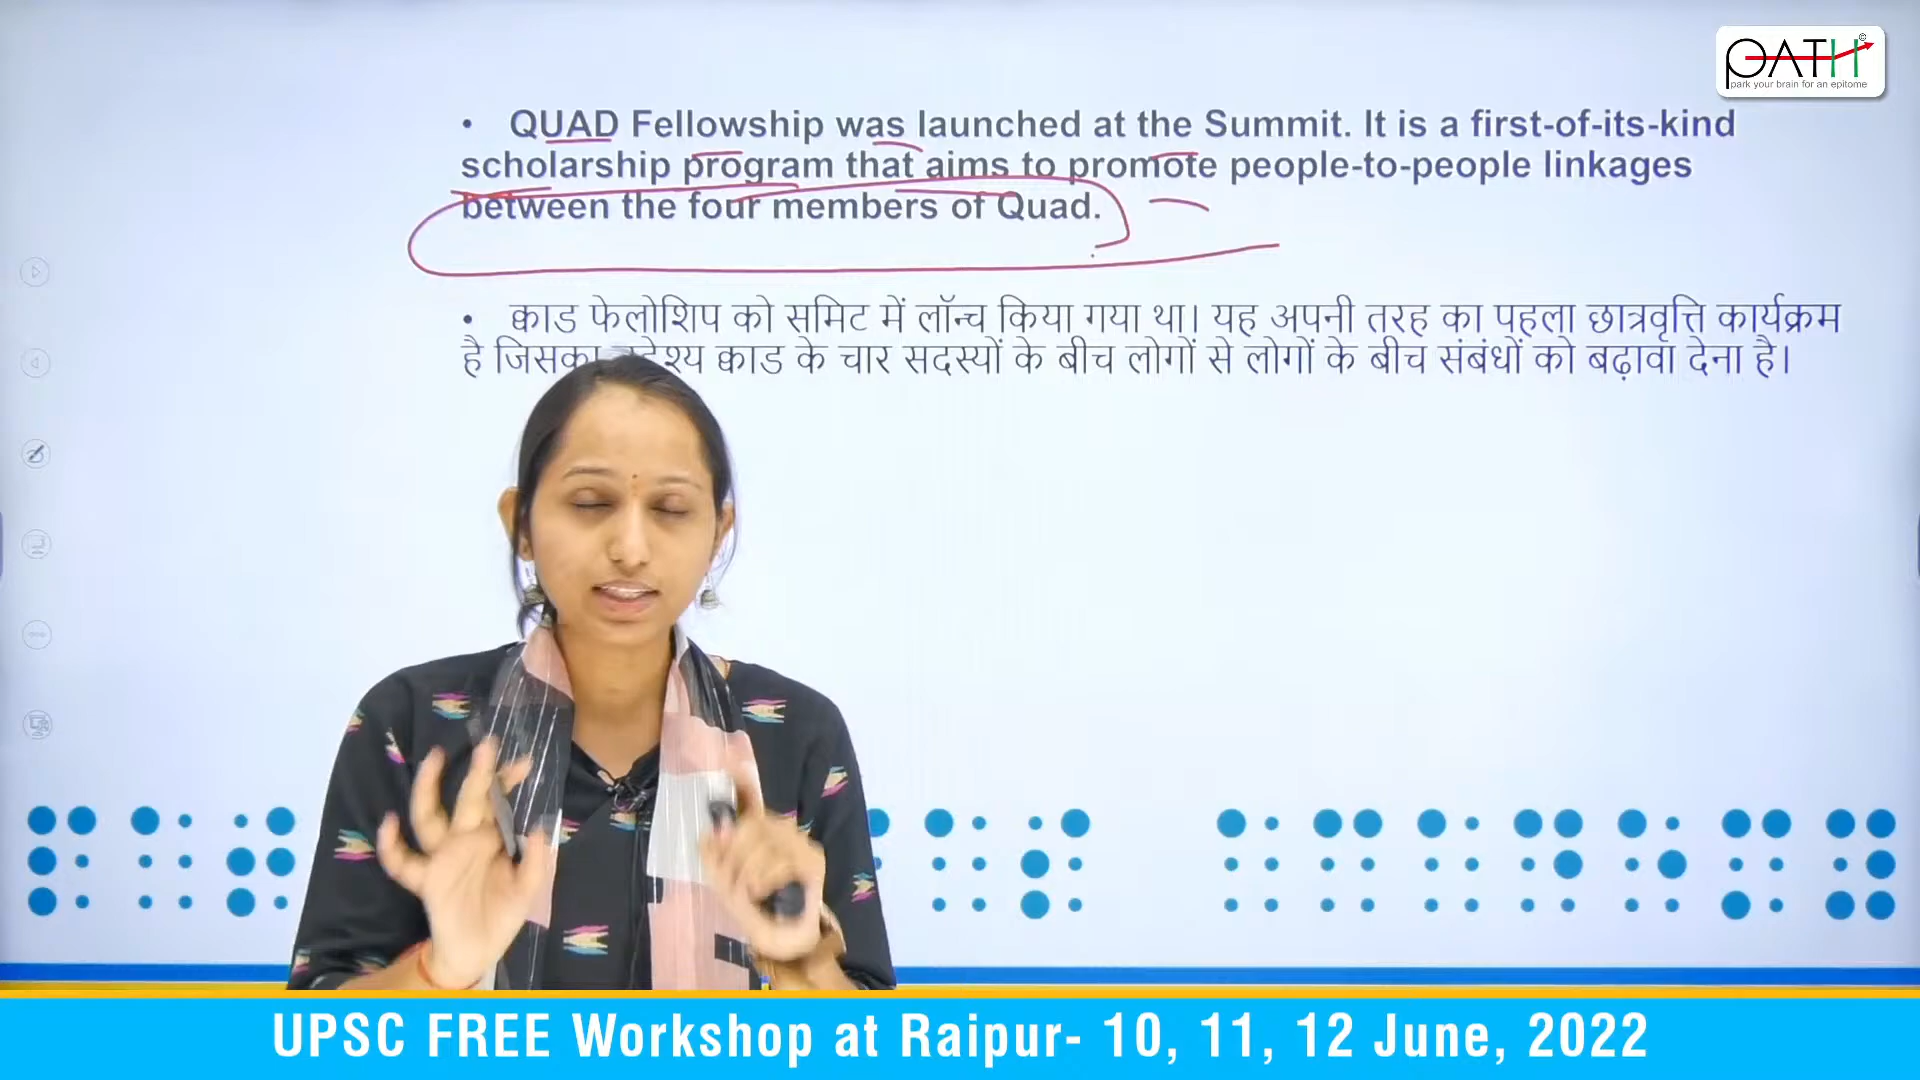 PATH
©
park your brain for an epitome
• QUAD Fellowship was launched at the Summit. It is a first-of-its-kind
scholarship program that aims to promote people-to-people linkages
between the four members of Quad.
• क्वाड फेलोशिप को समिट में लॉन्च किया गया था। यह अपनी तरह का पहला छात्रवृत्ति कार्यक्रम
है जिसका क्वाड के चार सदस्यों के बीच लोगों से लोगों के बीच संबंधों को बढ़ावा देना है।
UPSC FREE Workshop at Raipur- 10, 11, 12 June, 2022